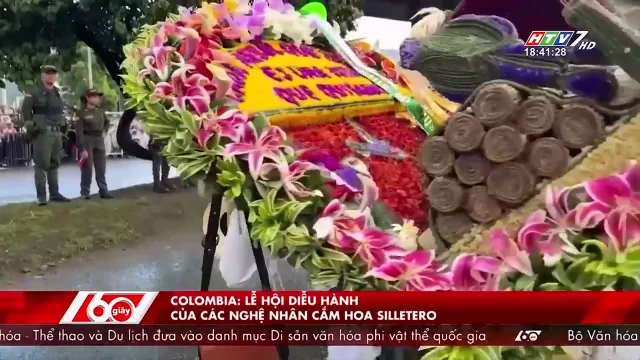 HTV7 HD
18:41:28
60 giây
COLOMBIA: LỄ HỘI DIỄU HÀNH
CỦA CÁC NGHỆ NHÂN CẮM HOA SILLETERO
hóa - Thể thao và Du lịch đưa vào danh mục Di sản văn hóa phi vật thể quốc gia 60 Bộ Văn hóa